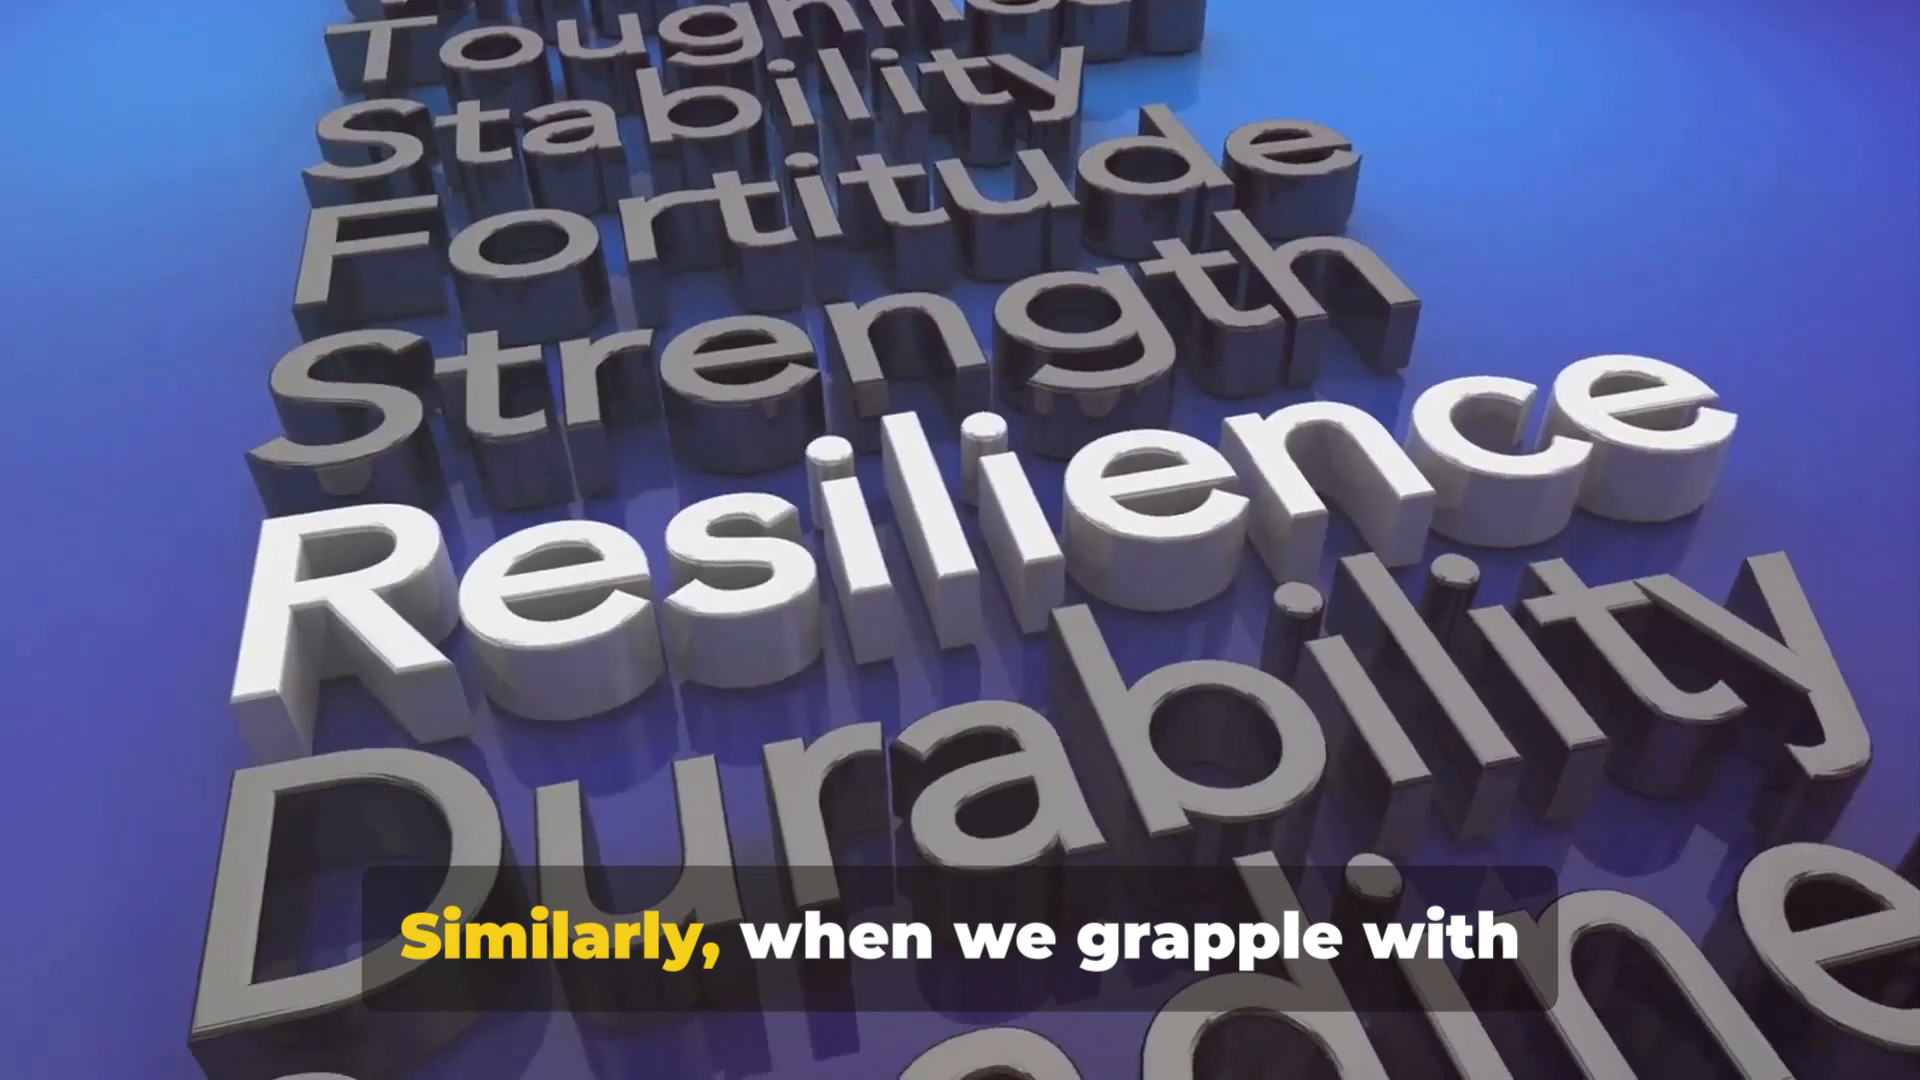 Stability
Fortitude
Strength
Resilience
Durability
Similarly, when we grapple with